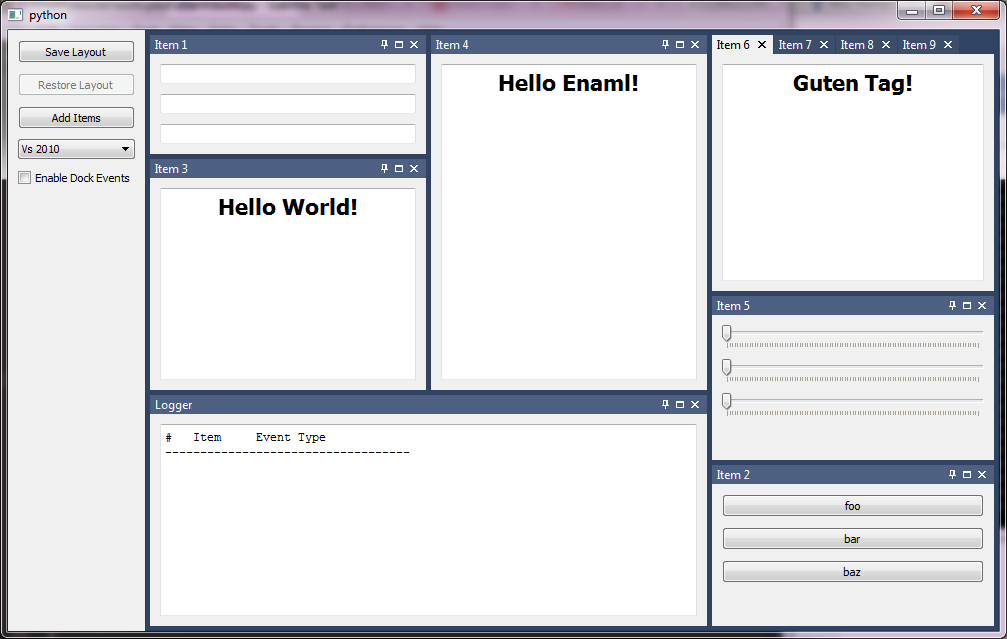 python
Save Layout
Restore Layout
Add Items
Vs 2010
Enable Dock Events
Item 1
Item 3
Hello World!
Item 4
Hello Enaml!
Logger
#   Item     Event Type
-----------------------------------
Item 6 Item 7 Item 8 Item 9
Guten Tag!
Item 5
Item 2
foo
bar
baz